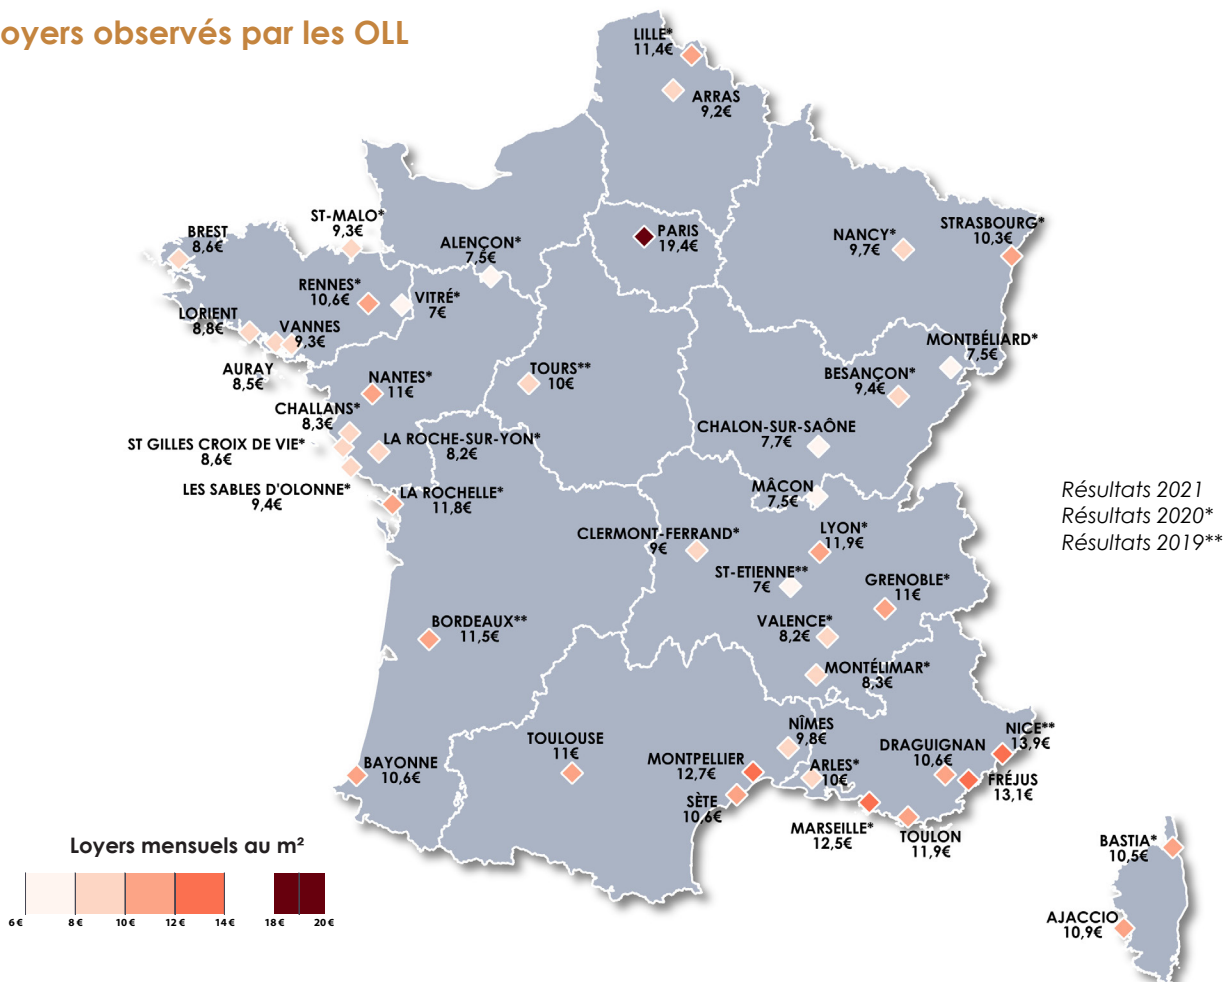 oyers observés par les OLL
LILLE*
11,4€
ARRAS
9,2€
ST-MALO*
9,3€
BREST
8,6€
ALENÇON*
7,5€
PARIS
19,4€
NANCY*
9,7€
STRASBOURG*
10,3€
RENNES*
10,6€
VITRÉ*
7€
LORIENT
8,8€
VANNES
9,3€
AURAY
8,5€
MONTBÉLIARD*
7,5€
TOURS**
10€
BESANÇON*
9,4€
NANTES*
11€
CHALLANS*
8,3€
CHALON-SUR-SAÔNE
7,7€
ST GILLES CROIX DE VIE*
8,6€
LA ROCHE-SUR-YON*
8,2€
LES SABLES D'OLONNE*
9,4€
LA ROCHELLE*
11,8€
MÂCON
7,5€
Résultats 2021
Résultats 2020*
Résultats 2019**
CLERMONT-FERRAND*
9€
LYON*
11,9€
ST-ETIENNE**
7€
GRENOBLE*
11€
BORDEAUX**
11,5€
VALENCE*
8,2€
MONTÉLIMAR*
8,3€
NÎMES
9,8€
NICE**
13,9€
TOULOUSE
11€
MONTPELLIER
12,7€
DRAGUIGNAN
10,6€
BAYONNE
10,6€
ARLES*
10€
FRÉJUS
13,1€
SÈTE
10,6€
MARSEILLE*
12,5€
TOULON
11,9€
BASTIA*
10,5€
AJACCIO
10,9€
Loyers mensuels au m²
6€ 8€ 10€ 12€ 14€ 18€ 20€